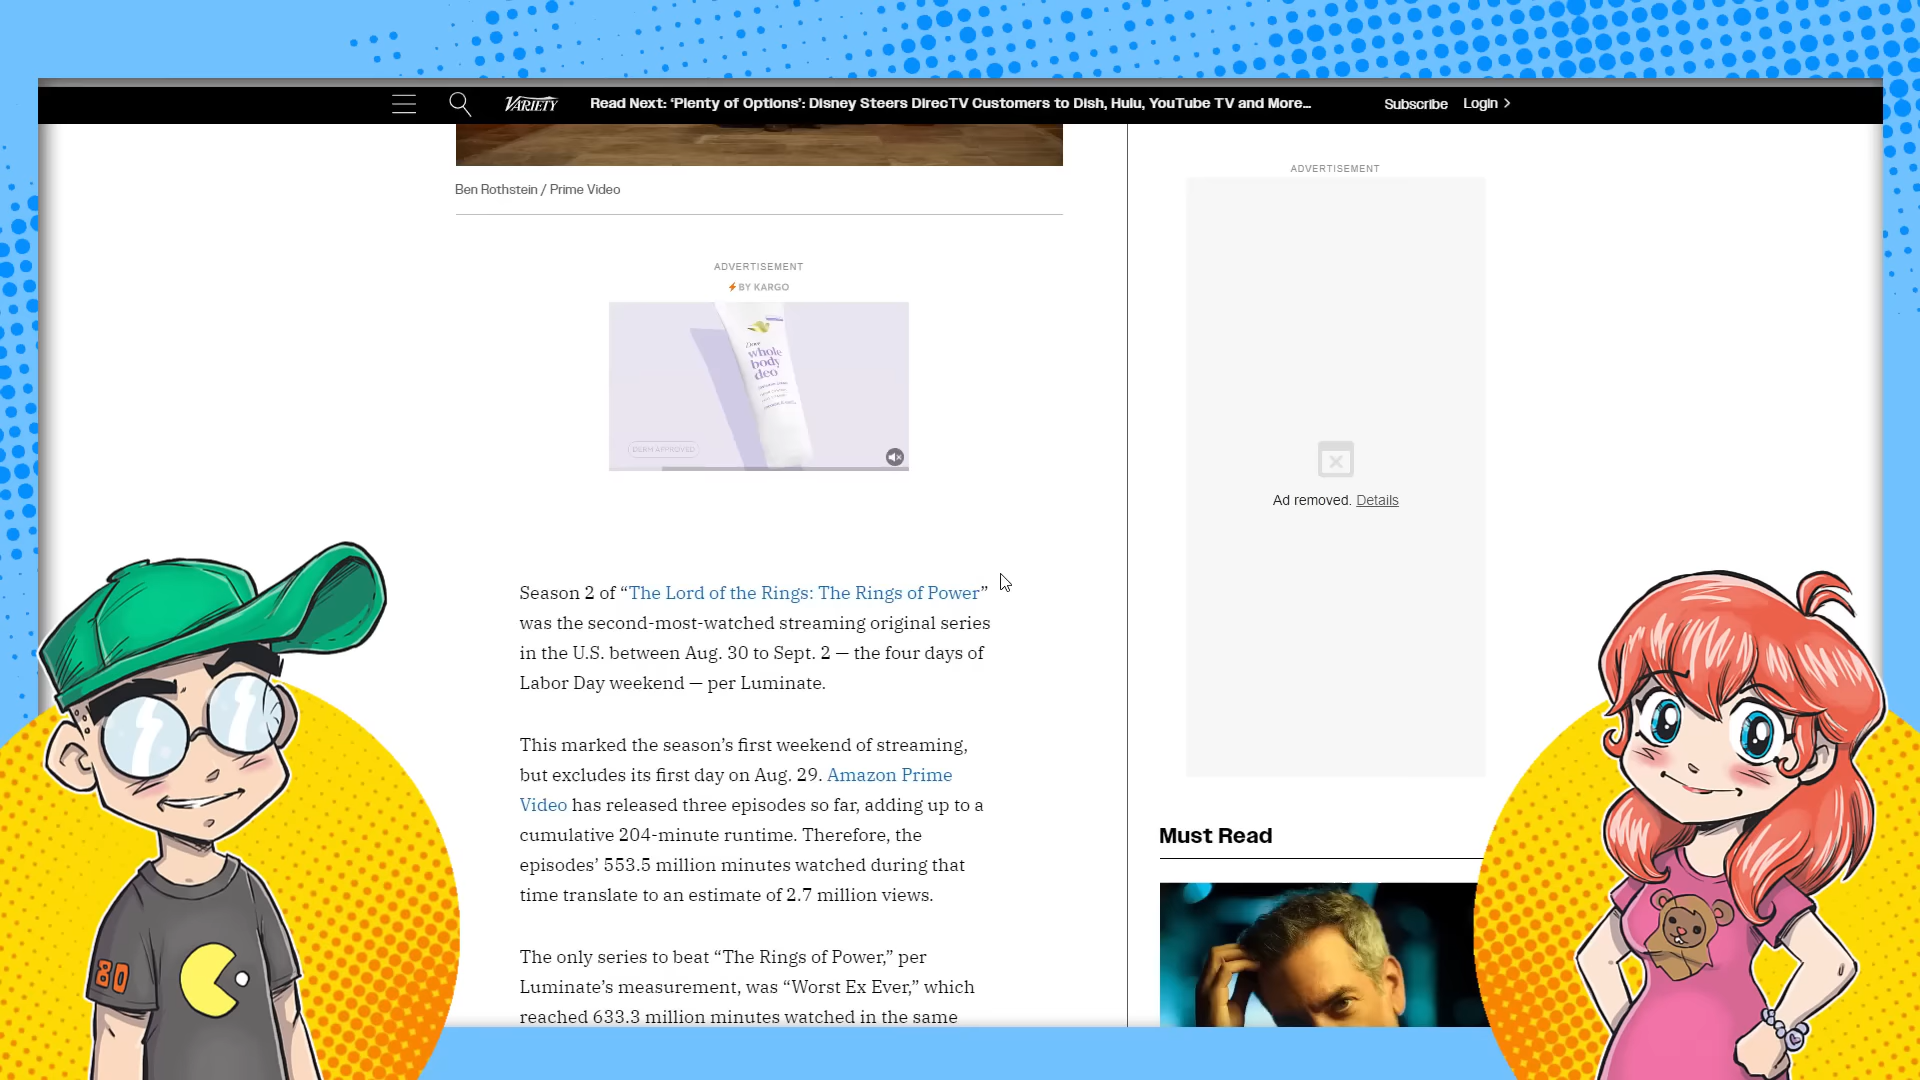 VARIETY
Read Next: ‘Plenty of Options’: Disney Steers DirecTV Customers to Dish, Hulu, YouTube TV and More...
Subscribe
Login
Ben Rothstein / Prime Video
ADVERTISEMENT
BY KARGO
Dove
whole
body
deo
DERM APPROVED
Season 2 of “The Lord of the Rings: The Rings of Power”
was the second-most-watched streaming original series
in the U.S. between Aug. 30 to Sept. 2 — the four days of
Labor Day weekend — per Luminate.
This marked the season’s first weekend of streaming,
but excludes its first day on Aug. 29. Amazon Prime
Video has released three episodes so far, adding up to a
cumulative 204-minute runtime. Therefore, the
episodes’ 553.5 million minutes watched during that
time translate to an estimate of 2.7 million views.
The only series to beat “The Rings of Power,” per
Luminate’s measurement, was “Worst Ex Ever,” which
reached 633.3 million minutes watched in the same
ADVERTISEMENT
Ad removed. Details
Must Read
80